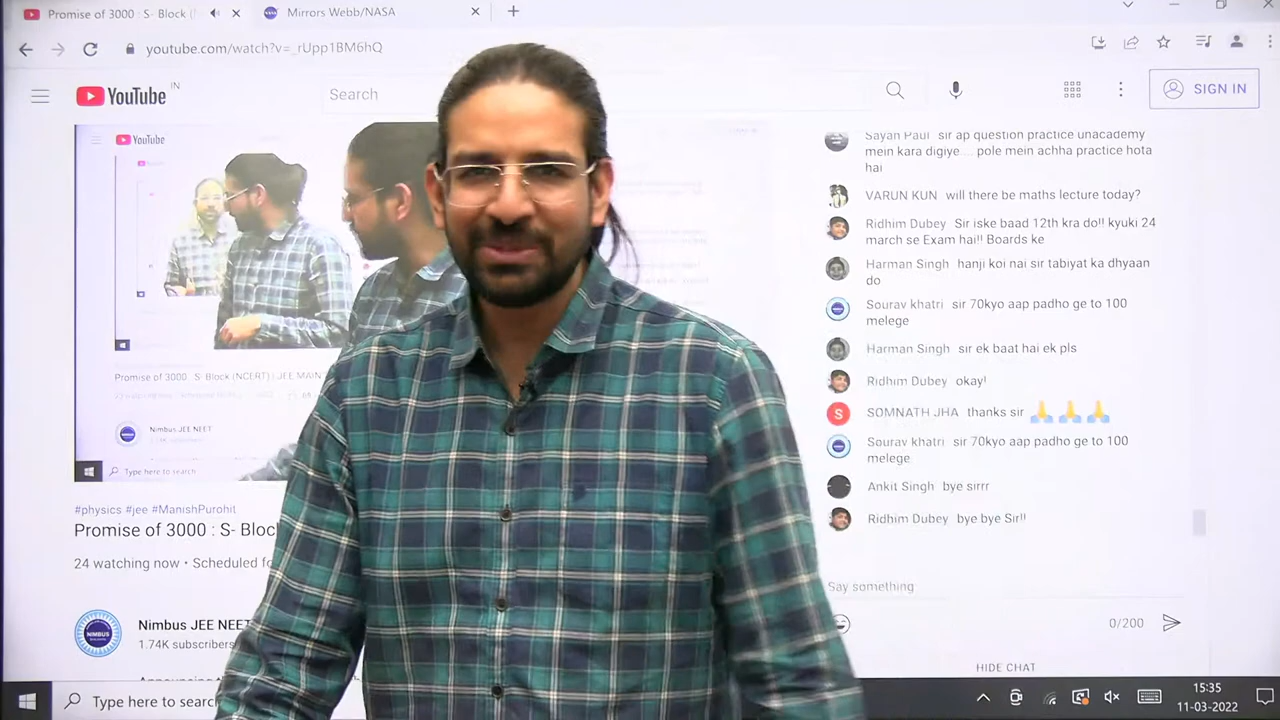 Promise of 3000 : S- Block (
Mirrors Webb/NASA
youtube.com/watch?v=_rUpp1BM6hQ
YouTube IN
Search
SIGN IN
YouTube
Promise of 3000 : S- Block (NCERT) | JEE MAIN
Nimbus JEE NEET
Type here to search
#physics #jee #ManishPurohit
Promise of 3000 : S- Block
24 watching now • Scheduled fo
NIMBUS
Nimbus JEE NEET
1.74K subscribers
Sayan Paul sir ap question practice unacademy
mein kara digiye.....pole mein achha practice hota
hai
VARUN KUN will there be maths lecture today?
Ridhim Dubey Sir iske baad 12th kra do!! kyuki 24
march se Exam hai!! Boards ke
Harman Singh hanji koi nai sir tabiyat ka dhyaan
do
Sourav khatri sir 70kyo aap padho ge to 100
melege
Harman Singh sir ek baat hai ek pls
Ridhim Dubey okay!
S SOMNATH JHA thanks sir 🙏🙏🙏
Sourav khatri sir 70kyo aap padho ge to 100
melege
Ankit Singh bye sirrr
Ridhim Dubey bye bye Sir!!
Say something
0/200
HIDE CHAT
Type here to searc
15:35
11-03-2022